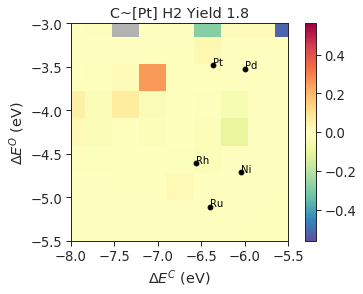 C~[Pt] H2 Yield 1.8
−3.0
−3.5
−4.0
−4.5
−5.0
−5.5
ΔE^O (eV)
Pt
Pd
Rh
Ni
Ru
−8.0 −7.5 −7.0 −6.5 −6.0 −5.5
ΔE^C (eV)
0.4
0.2
0.0
−0.2
−0.4